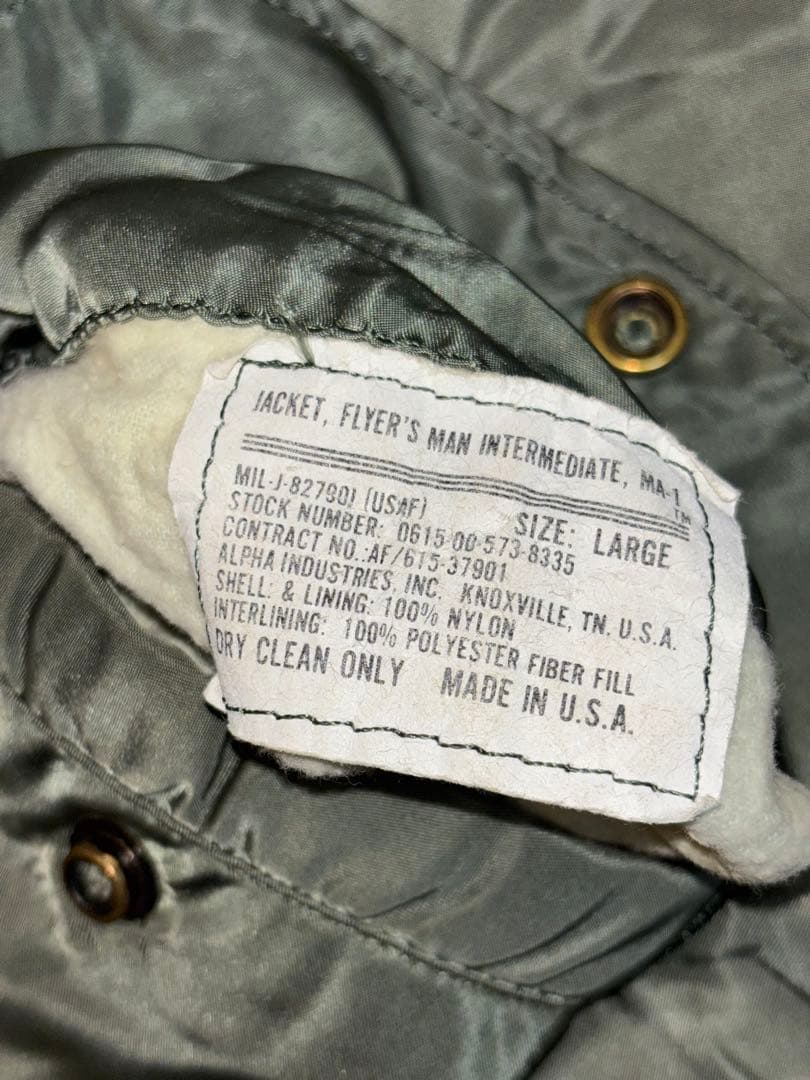 JACKET, FLYER'S MAN INTERMEDIATE, MA-1 TM
MIL-J-82790J (USAF) SIZE: LARGE
STOCK NUMBER: 0615-00-573-8335
CONTRACT NO.:AF/615-37901
ALPHA INDUSTRIES, INC. KNOXVILLE, TN. U.S.A.
SHELL: & LINING: 100% NYLON
INTERLINING: 100% POLYESTER FIBER FILL
DRY CLEAN ONLY MADE IN U.S.A.